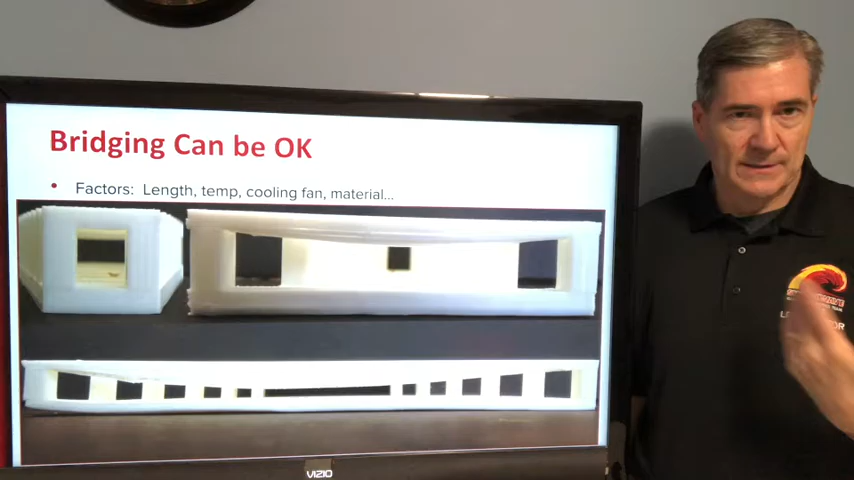 Bridging Can be OK
• Factors: Length, temp, cooling fan, material...
VIZIO